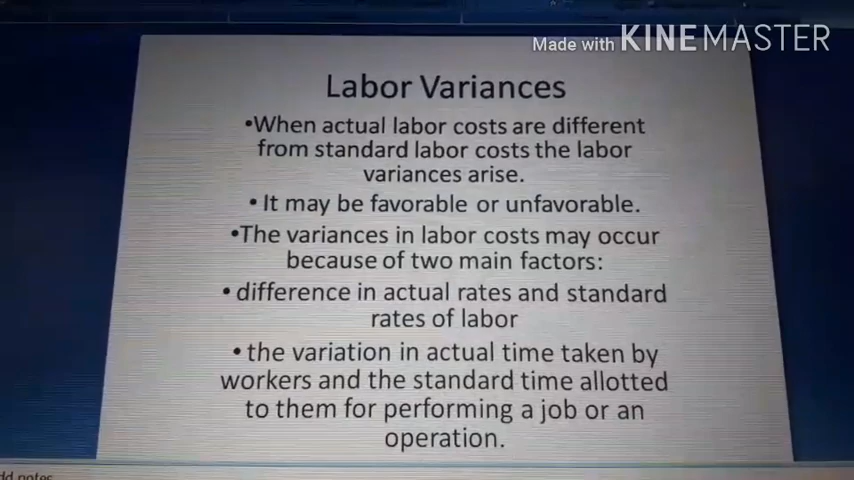 Made with KINEMASTER
Labor Variances
•When actual labor costs are different
from standard labor costs the labor
variances arise.
• It may be favorable or unfavorable.
•The variances in labor costs may occur
because of two main factors:
• difference in actual rates and standard
rates of labor
• the variation in actual time taken by
workers and the standard time allotted
to them for performing a job or an
operation.
dd notes